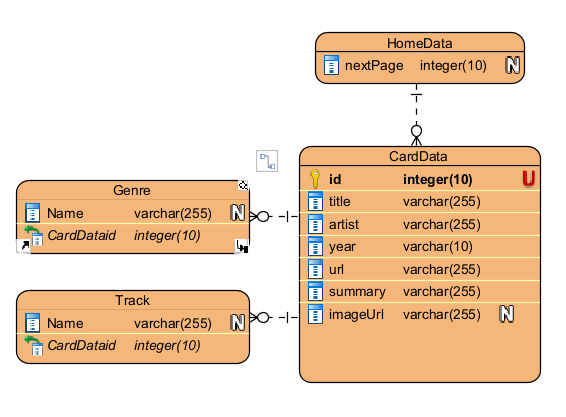 HomeData
nextPage integer(10) N
CardData
id integer(10) U
title varchar(255)
artist varchar(255)
year varchar(10)
url varchar(255)
summary varchar(255)
imageUrl varchar(255) N
Genre
Name varchar(255) N
CardDataid integer(10)
Track
Name varchar(255) N
CardDataid integer(10)